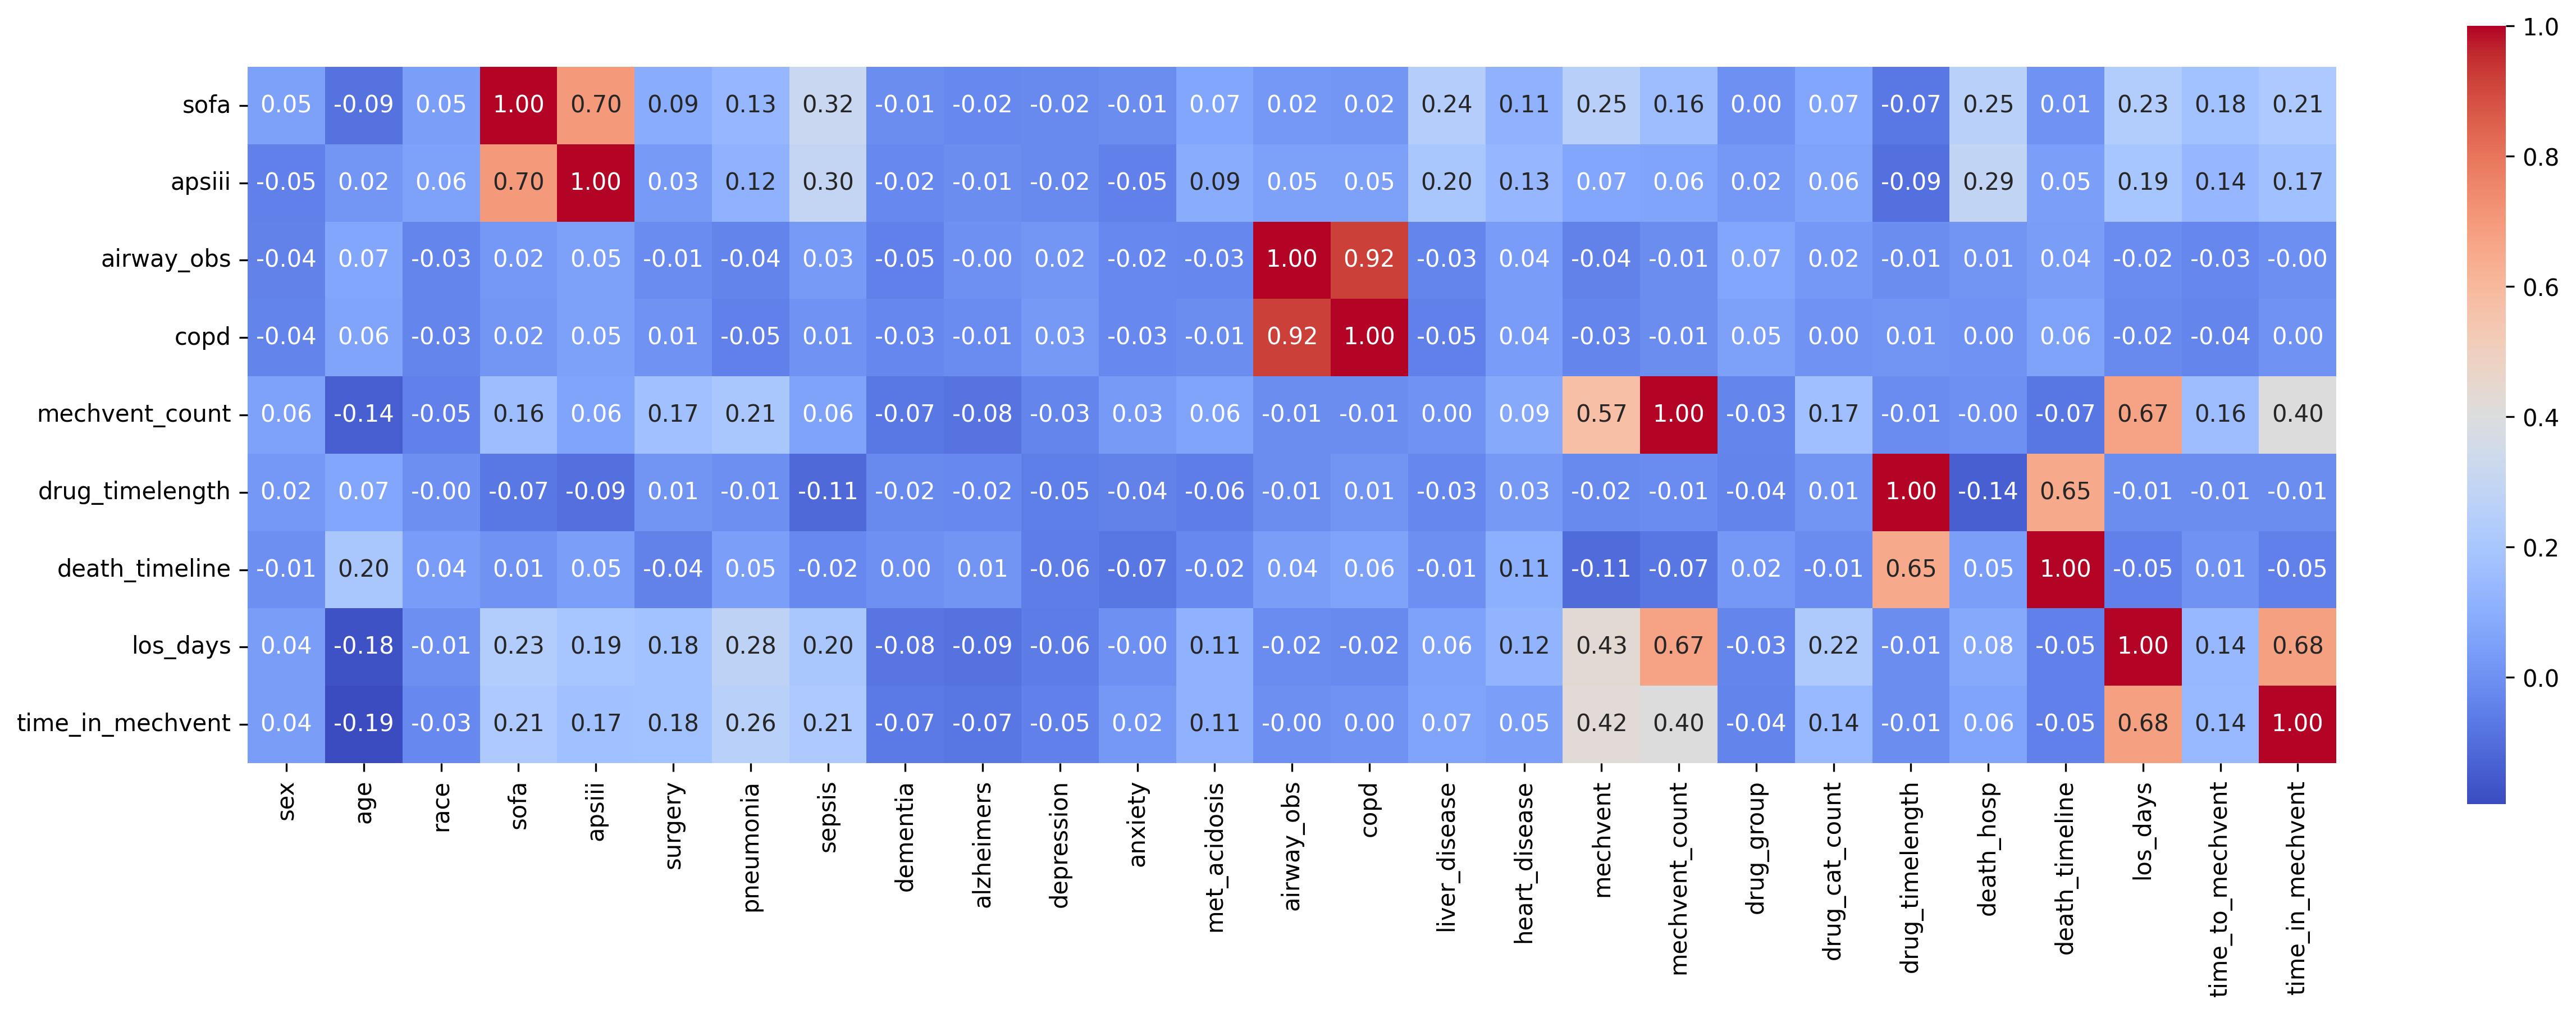 1.0
sofa 0.05 -0.09 0.05 1.00 0.70 0.09 0.13 0.32 -0.01 -0.02 -0.02 -0.01 0.07 0.02 0.02 0.24 0.11 0.25 0.16 0.00 0.07 -0.07 0.25 0.01 0.23 0.18 0.21
0.8
apsiii -0.05 0.02 0.06 0.70 1.00 0.03 0.12 0.30 -0.02 -0.01 -0.02 -0.05 0.09 0.05 0.05 0.20 0.13 0.07 0.06 0.02 0.06 -0.09 0.29 0.05 0.19 0.14 0.17
airway_obs -0.04 0.07 -0.03 0.02 0.05 -0.01 -0.04 0.03 -0.05 -0.00 0.02 -0.02 -0.03 1.00 0.92 -0.03 0.04 -0.04 -0.01 0.07 0.02 -0.01 0.01 0.04 -0.02 -0.03 -0.00
0.6
copd -0.04 0.06 -0.03 0.02 0.05 0.01 -0.05 0.01 -0.03 -0.01 0.03 -0.03 -0.01 0.92 1.00 -0.05 0.04 -0.03 -0.01 0.05 0.00 0.01 0.00 0.06 -0.02 -0.04 0.00
mechvent_count 0.06 -0.14 -0.05 0.16 0.06 0.17 0.21 0.06 -0.07 -0.08 -0.03 0.03 0.06 -0.01 -0.01 0.00 0.09 0.57 1.00 -0.03 0.17 -0.01 -0.00 -0.07 0.67 0.16 0.40
0.4
drug_timelength 0.02 0.07 -0.00 -0.07 -0.09 0.01 -0.01 -0.11 -0.02 -0.02 -0.05 -0.04 -0.06 -0.01 0.01 -0.03 0.03 -0.02 -0.01 -0.04 0.01 1.00 -0.14 0.65 -0.01 -0.01 -0.01
0.2
death_timeline -0.01 0.20 0.04 0.01 0.05 -0.04 0.05 -0.02 0.00 0.01 -0.06 -0.07 -0.02 0.04 0.06 -0.01 0.11 -0.11 -0.07 0.02 -0.01 0.65 0.05 1.00 -0.05 0.01 -0.05
los_days 0.04 -0.18 -0.01 0.23 0.19 0.18 0.28 0.20 -0.08 -0.09 -0.06 -0.00 0.11 -0.02 -0.02 0.06 0.12 0.43 0.67 -0.03 0.22 -0.01 0.08 -0.05 1.00 0.14 0.68
0.0
time_in_mechvent 0.04 -0.19 -0.03 0.21 0.17 0.18 0.26 0.21 -0.07 -0.07 -0.05 0.02 0.11 -0.00 0.00 0.07 0.05 0.42 0.40 -0.04 0.14 -0.01 0.06 -0.05 0.68 0.14 1.00
sex
age
race
sofa
apsiii
surgery
pneumonia
sepsis
dementia
alzheimers
depression
anxiety
met_acidosis
airway_obs
copd
liver_disease
heart_disease
mechvent
mechvent_count
drug_group
drug_cat_count
drug_timelength
death_hosp
death_timeline
los_days
time_to_mechvent
time_in_mechvent